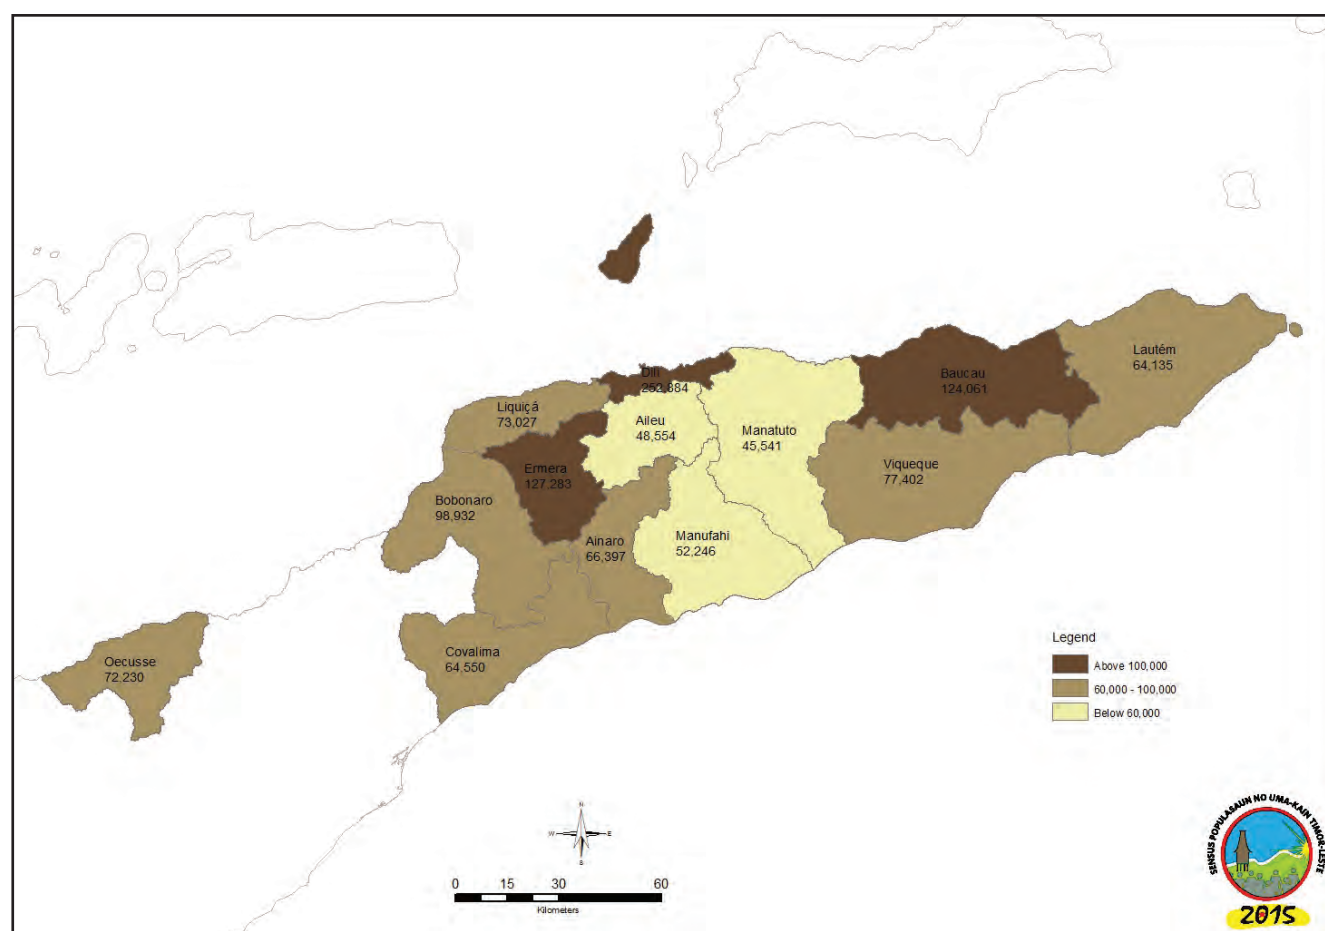 Dili
252,884
Baucau
124,061
Lautém
64,135
Liquiçá
73,027
Aileu
48,554
Manatuto
45,541
Ermera
127,283
Viqueque
77,402
Bobonaro
98,932
Ainaro
66,397
Manufahi
52,246
Covalima
64,550
Oecusse
72,230
Legend
Above 100,000
60,000 - 100,000
Below 60,000
N
W E
S
0 15 30 60
Kilometers
SENSUS POPULASAUN NO UMA-KAIN TIMOR-LESTE
2015